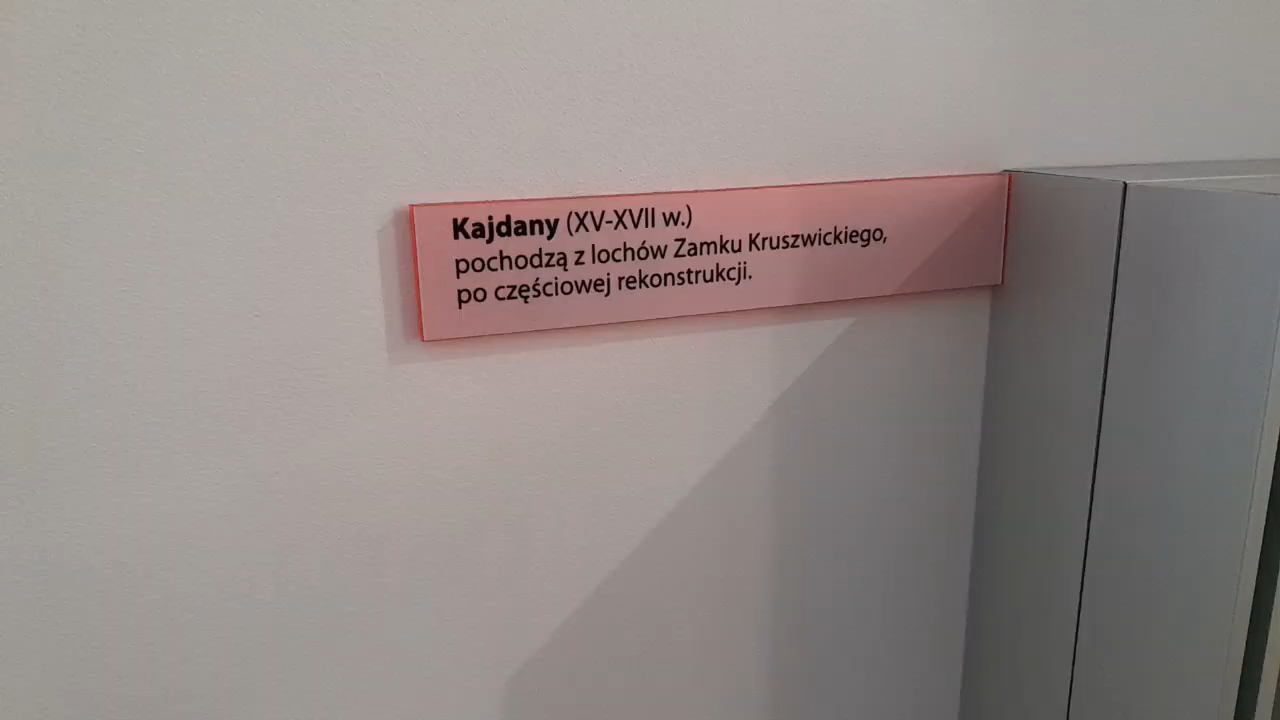 Kajdany (XV-XVII w.)
pochodzą z lochów Zamku Kruszwickiego,
po częściowej rekonstrukcji.